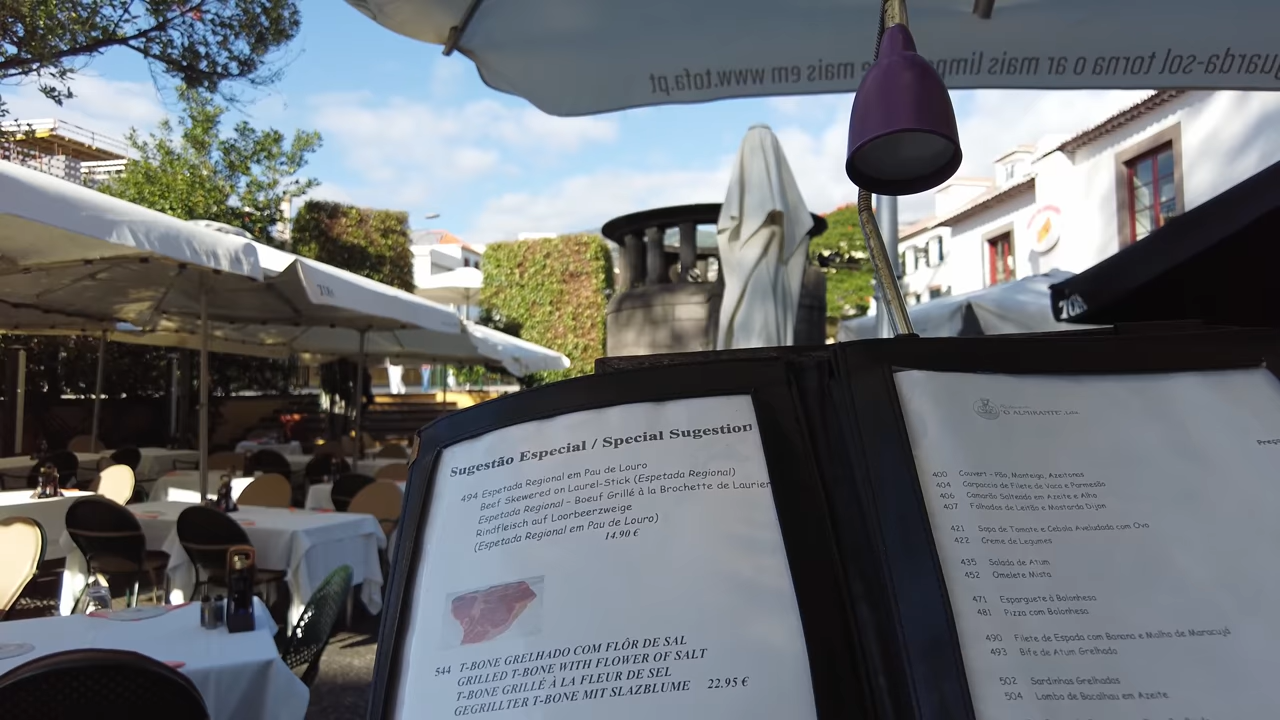 guarda-sol torna o ar mais limpo e mais em www.tofa.pt
Sugestão Especial / Special Sugestion
494 Espetada Regional em Pau de Louro
Beef Skewered on Laurel-Stick (Espetada Regional)
Espetada Regional - Boeuf Grillé à la Brochette de Laurier
Rindfleisch auf Loorbeerzweige
(Espetada Regional em Pau de Louro)
14.90 €
544 T-BONE GRELHADO COM FLÔR DE SAL
GRILLED T-BONE WITH FLOWER OF SALT
T-BONE GRILLÉ À LA FLEUR DE SEL
GEGRILLTER T-BONE MIT SLAZBLUME 22.95 €
O ALMIRANTE, Lda.
400 Couvert - Pão, Manteiga, Azeitonas
404 Carpaccio de Filete de Vaca e Parmesão
406 Camarão Salteado em Azeite e Alho
407 Folhados de Leitão e Mostarda Dijon
421 Sopa de Tomate e Cebola Aveludada com Ovo
422 Creme de Legumes
435 Salada de Atum
452 Omelete Mista
471 Esparguete à Bolonhesa
481 Pizza com Bolonhesa
490 Filete de Espada com Banana e Molho de Maracujá
493 Bife de Atum Grelhado
502 Sardinhas Grelhadas
504 Lombo de Bacalhau em Azeite